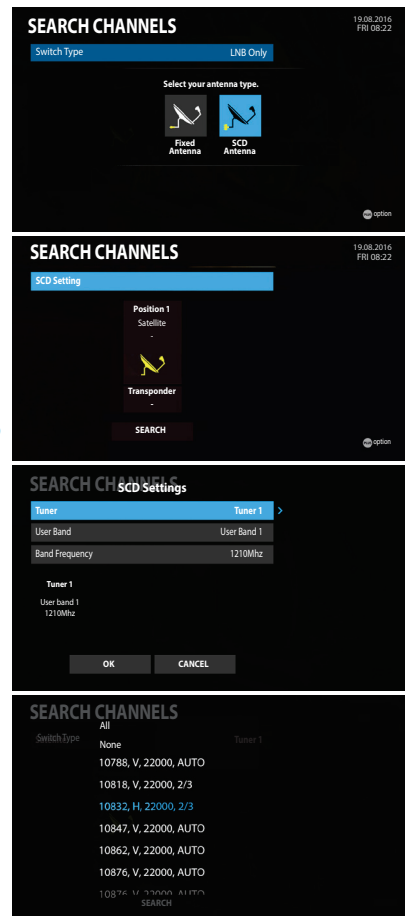 SEARCH CHANNELS
19.08.2016
FRI 08:22
Switch Type LNB Only
Select your antenna type.
Fixed Antenna
SCD Antenna
option
SEARCH CHANNELS
19.08.2016
FRI 08:22
SCD Setting
Position 1
Satellite
-
Transponder
-
SEARCH
option
SEARCH CHANNELS
SCD Settings
Tuner Tuner 1 >
User Band User Band 1
Band Frequency 1210Mhz
Tuner 1
User band 1
1210Mhz
OK CANCEL
SEARCH CHANNELS
All
Switch Type Tuner 1
None
10788, V, 22000, AUTO
10818, V, 22000, 2/3
10832, H, 22000, 2/3
10847, V, 22000, AUTO
10862, V, 22000, AUTO
10876, V, 22000, AUTO
10876, V, 22000, AUTO
SEARCH